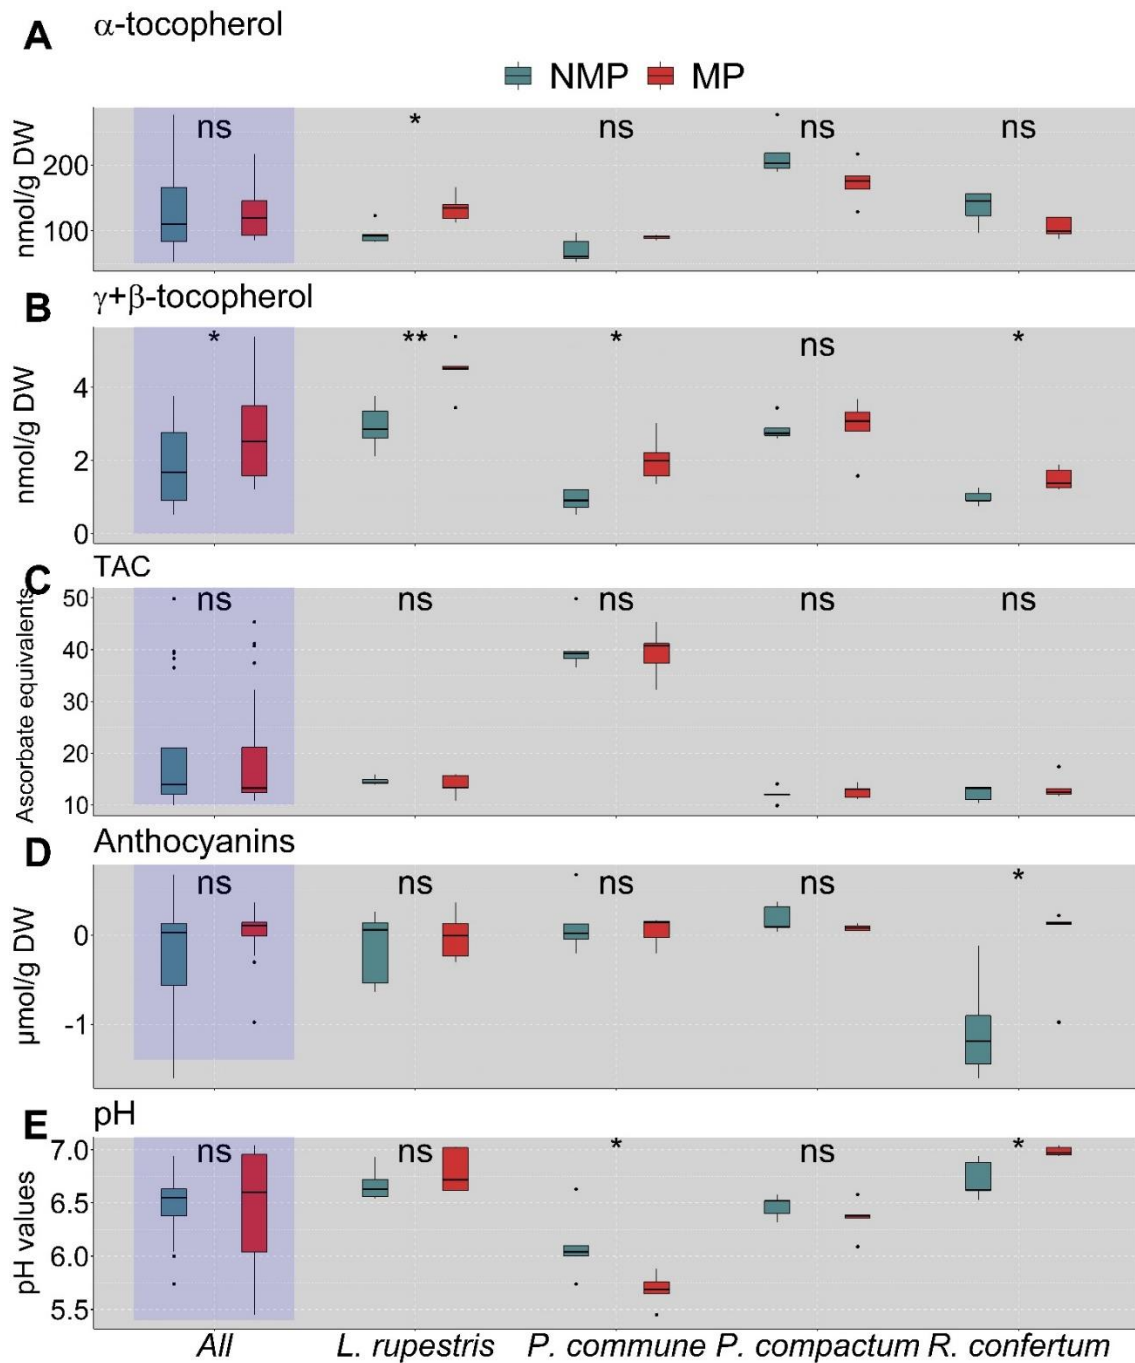 A α-tocopherol
NMP MP
ns * ns ns ns
nmol/g DW
200
100
B γ+β-tocopherol
* ** * ns *
nmol/g DW
4
2
0
C TAC
ns ns ns ns ns
Ascorbate equivalents
50
40
30
20
10
D Anthocyanins
ns ns ns ns *
µmol/g DW
0
-1
E pH
ns ns * ns *
pH values
7.0
6.5
6.0
5.5
All L. rupestris P. commune P. compactum R. confertum